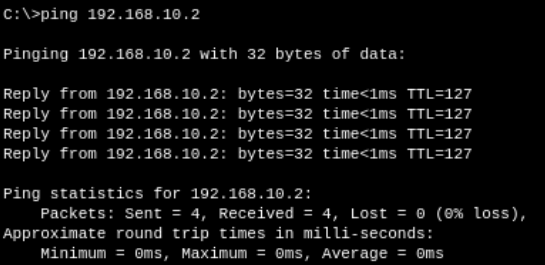 C:\>ping 192.168.10.2
Pinging 192.168.10.2 with 32 bytes of data:
Reply from 192.168.10.2: bytes=32 time<1ms TTL=127
Reply from 192.168.10.2: bytes=32 time<1ms TTL=127
Reply from 192.168.10.2: bytes=32 time<1ms TTL=127
Reply from 192.168.10.2: bytes=32 time<1ms TTL=127
Ping statistics for 192.168.10.2:
    Packets: Sent = 4, Received = 4, Lost = 0 (0% loss),
Approximate round trip times in milli-seconds:
    Minimum = 0ms, Maximum = 0ms, Average = 0ms